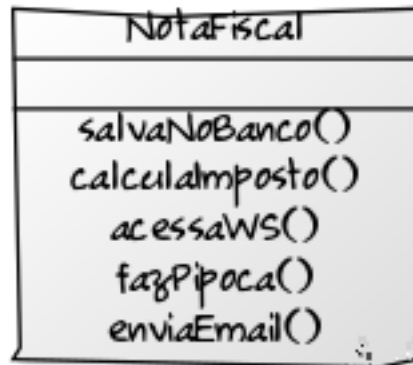 NotaFiscal
salvaNoBanco()
calculaImposto()
acessaWS()
fazPipoca()
enviaEmail()